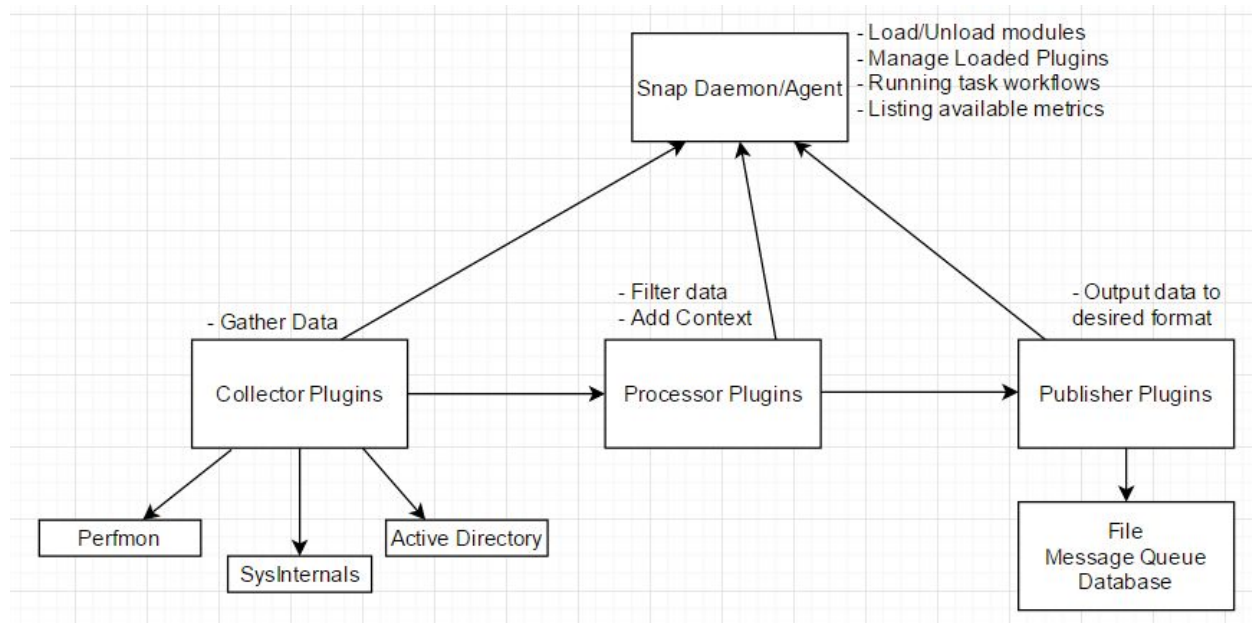 Snap Daemon/Agent
- Load/Unload modules
- Manage Loaded Plugins
- Running task workflows
- Listing available metrics
- Gather Data
Collector Plugins
- Filter data
- Add Context
Processor Plugins
- Output data to
desired format
Publisher Plugins
Perfmon
SysInternals
Active Directory
File
Message Queue
Database